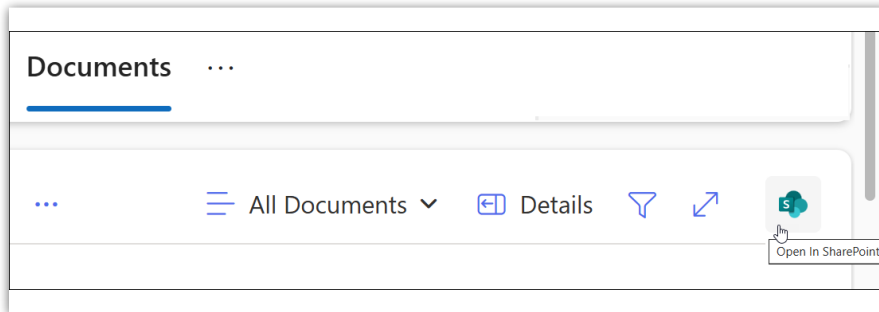 Documents ...
... All Documents Details S
Open In SharePoint